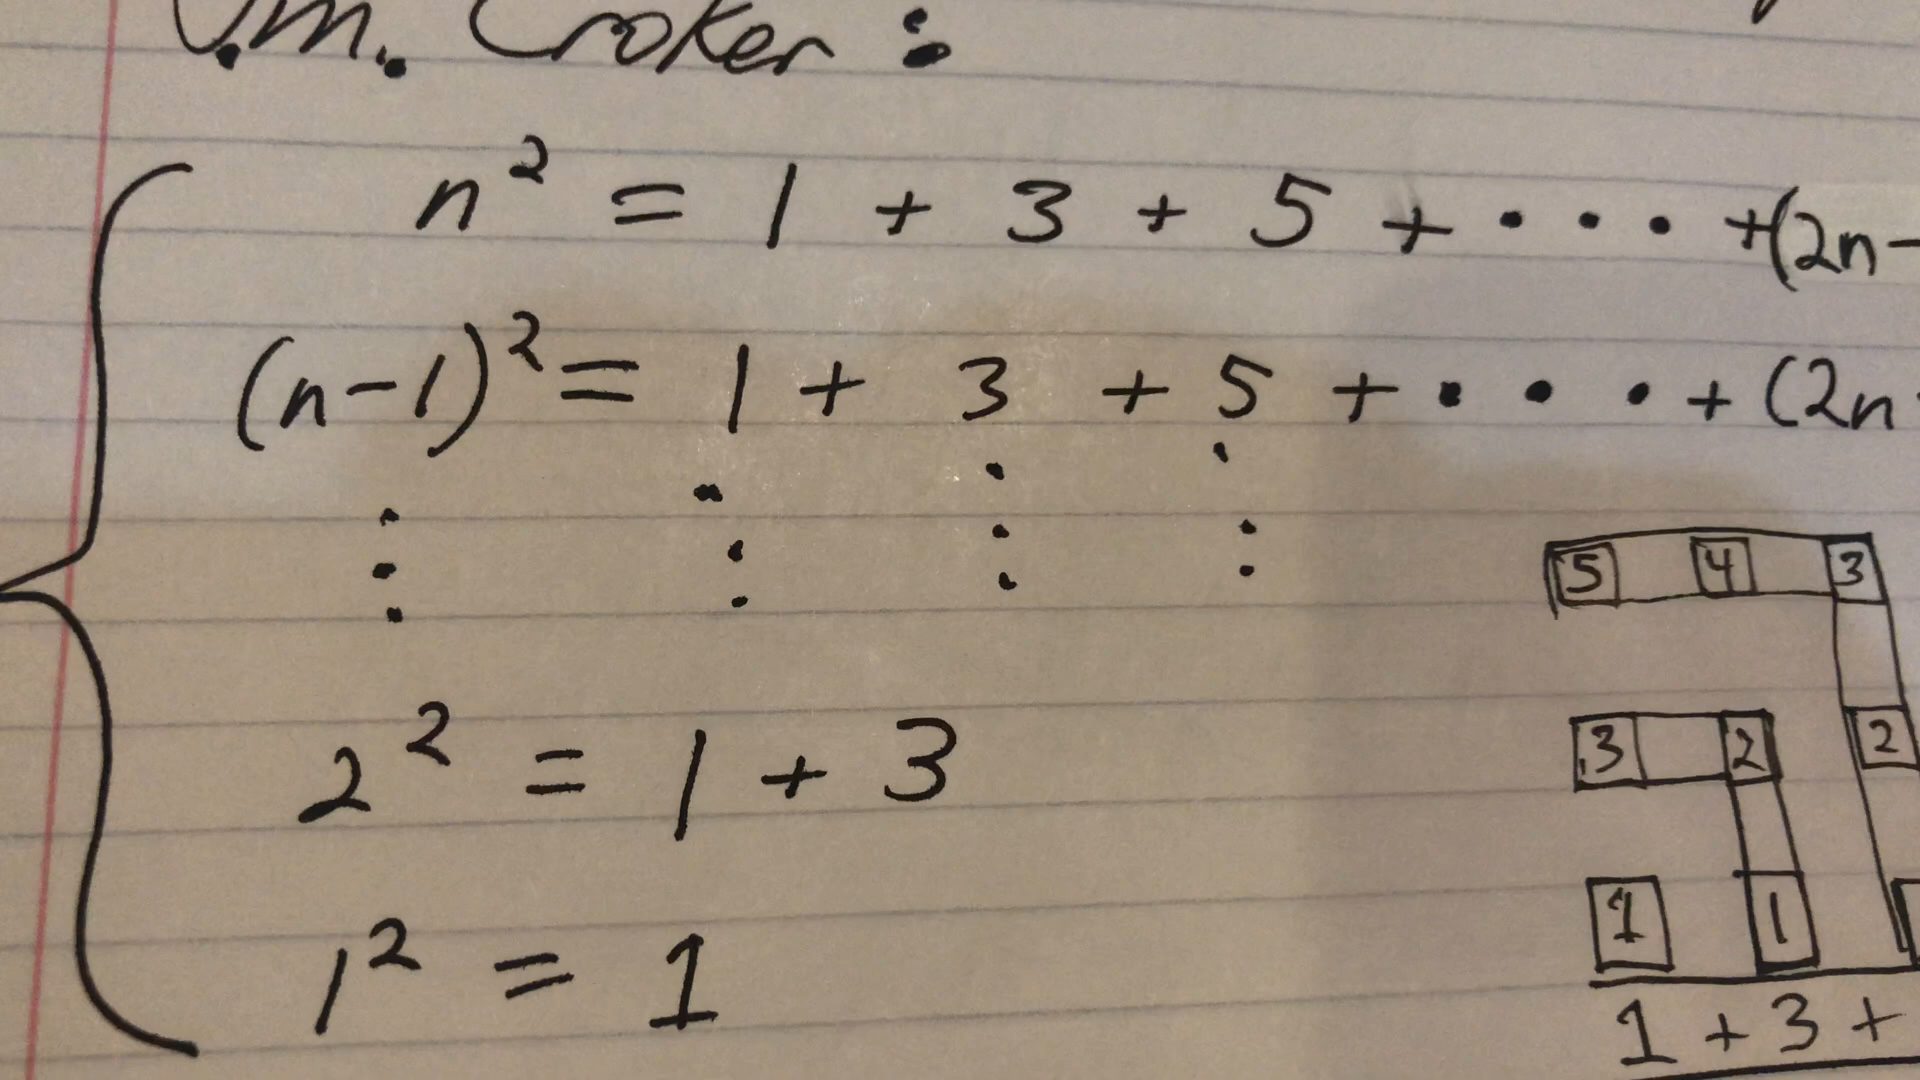 J.M. Croker:
n² = 1 + 3 + 5 + ... + (2n-
(n-1)² = 1 + 3 + 5 + ... + (2n-
⋮ ⋮ ⋮ ⋮
5 4 3
2² = 1 + 3
3 2 2
1² = 1
1 1
1 + 3 +